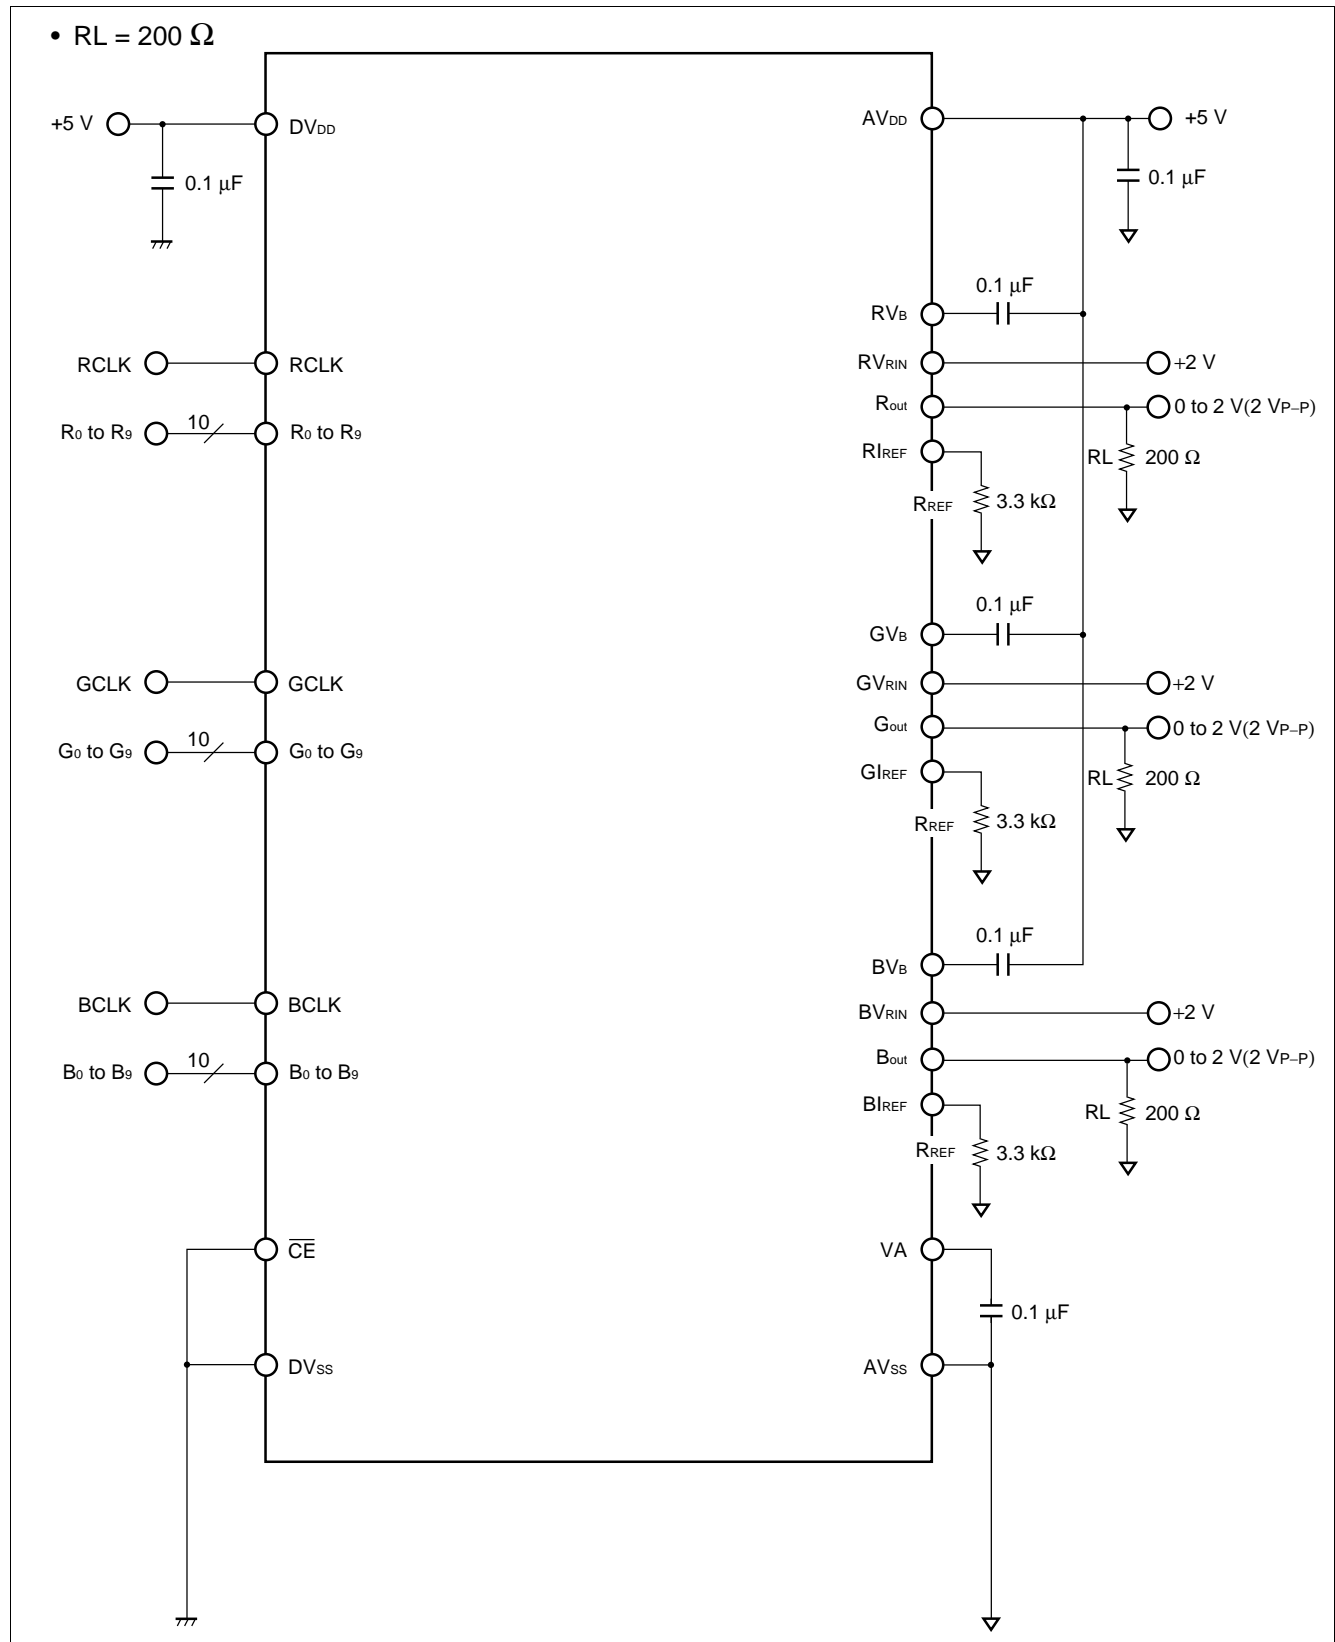 • RL = 200 Ω
+5 V
DVDD
0.1 µF
AVDD
+5 V
0.1 µF
0.1 µF
RVB
RCLK
RCLK
RVRIN
+2 V
R0 to R9
10
R0 to R9
Rout
0 to 2 V(2 VP–P)
RL
200 Ω
RIREF
RREF
3.3 kΩ
0.1 µF
GVB
GCLK
GCLK
GVRIN
+2 V
G0 to G9
10
G0 to G9
Gout
0 to 2 V(2 VP–P)
RL
200 Ω
GIREF
RREF
3.3 kΩ
0.1 µF
BVB
BCLK
BCLK
BVRIN
+2 V
B0 to B9
10
B0 to B9
Bout
0 to 2 V(2 VP–P)
RL
200 Ω
BIREF
RREF
3.3 kΩ
C̅E̅
VA
0.1 µF
DVSS
AVSS